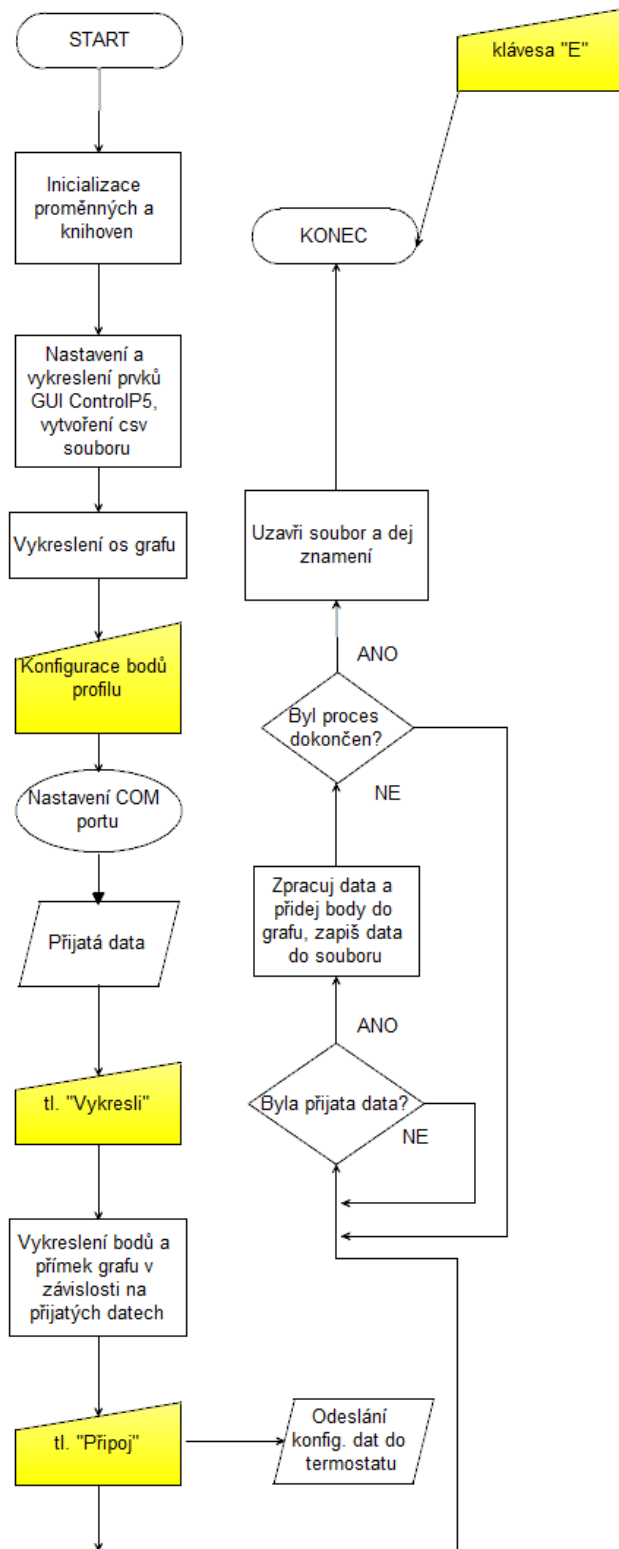 START
Inicializace
proměnných a
knihoven
Nastavení a
vykreslení prvků
GUI ControlP5,
vytvoření csv
souboru
Vykreslení os grafu
Konfigurace bodů
profilu
Nastavení COM
portu
Přijatá data
tl. "Vykresli"
Vykreslení bodů a
přímek grafu v
závislosti na
přijatých datech
tl. "Připoj"
Odeslání
konfig. dat do
termostatu
Byla přijata data?
NE
ANO
Zpracuj data a
přidej body do
grafu, zapiš data
do souboru
Byl proces
dokončen?
NE
ANO
Uzavři soubor a dej
znamení
KONEC
klávesa "E"